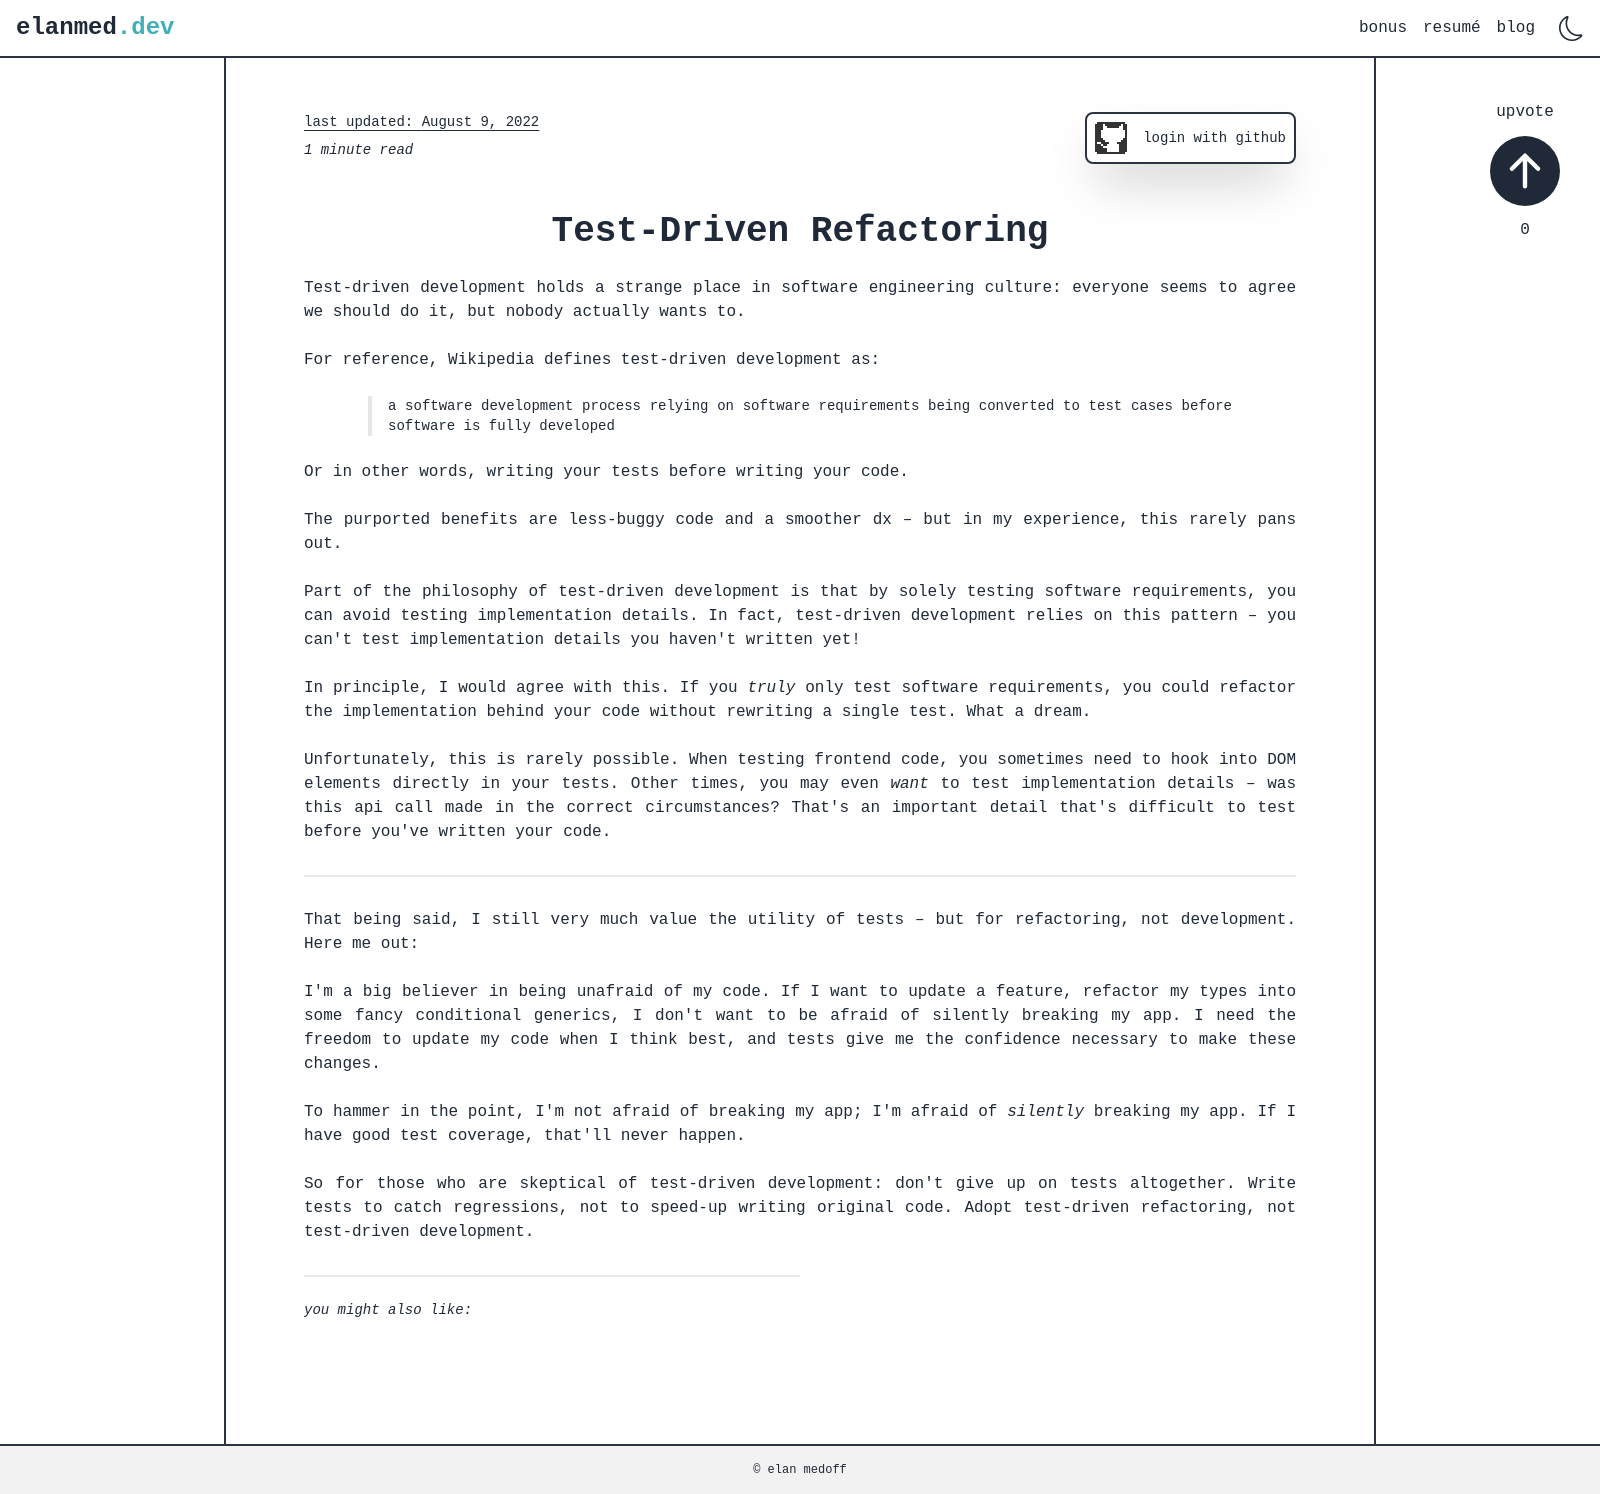 elanmed.dev
bonus resumé blog
last updated: August 9, 2022
1 minute read
login with github
upvote
0
Test-Driven Refactoring
Test-driven development holds a strange place in software engineering culture: everyone seems to agree
we should do it, but nobody actually wants to.
For reference, Wikipedia defines test-driven development as:
a software development process relying on software requirements being converted to test cases before
software is fully developed
Or in other words, writing your tests before writing your code.
The purported benefits are less-buggy code and a smoother dx – but in my experience, this rarely pans
out.
Part of the philosophy of test-driven development is that by solely testing software requirements, you
can avoid testing implementation details. In fact, test-driven development relies on this pattern – you
can't test implementation details you haven't written yet!
In principle, I would agree with this. If you truly only test software requirements, you could refactor
the implementation behind your code without rewriting a single test. What a dream.
Unfortunately, this is rarely possible. When testing frontend code, you sometimes need to hook into DOM
elements directly in your tests. Other times, you may even want to test implementation details – was
this api call made in the correct circumstances? That's an important detail that's difficult to test
before you've written your code.
That being said, I still very much value the utility of tests – but for refactoring, not development.
Here me out:
I'm a big believer in being unafraid of my code. If I want to update a feature, refactor my types into
some fancy conditional generics, I don't want to be afraid of silently breaking my app. I need the
freedom to update my code when I think best, and tests give me the confidence necessary to make these
changes.
To hammer in the point, I'm not afraid of breaking my app; I'm afraid of silently breaking my app. If I
have good test coverage, that'll never happen.
So for those who are skeptical of test-driven development: don't give up on tests altogether. Write
tests to catch regressions, not to speed-up writing original code. Adopt test-driven refactoring, not
test-driven development.
you might also like:
© elan medoff